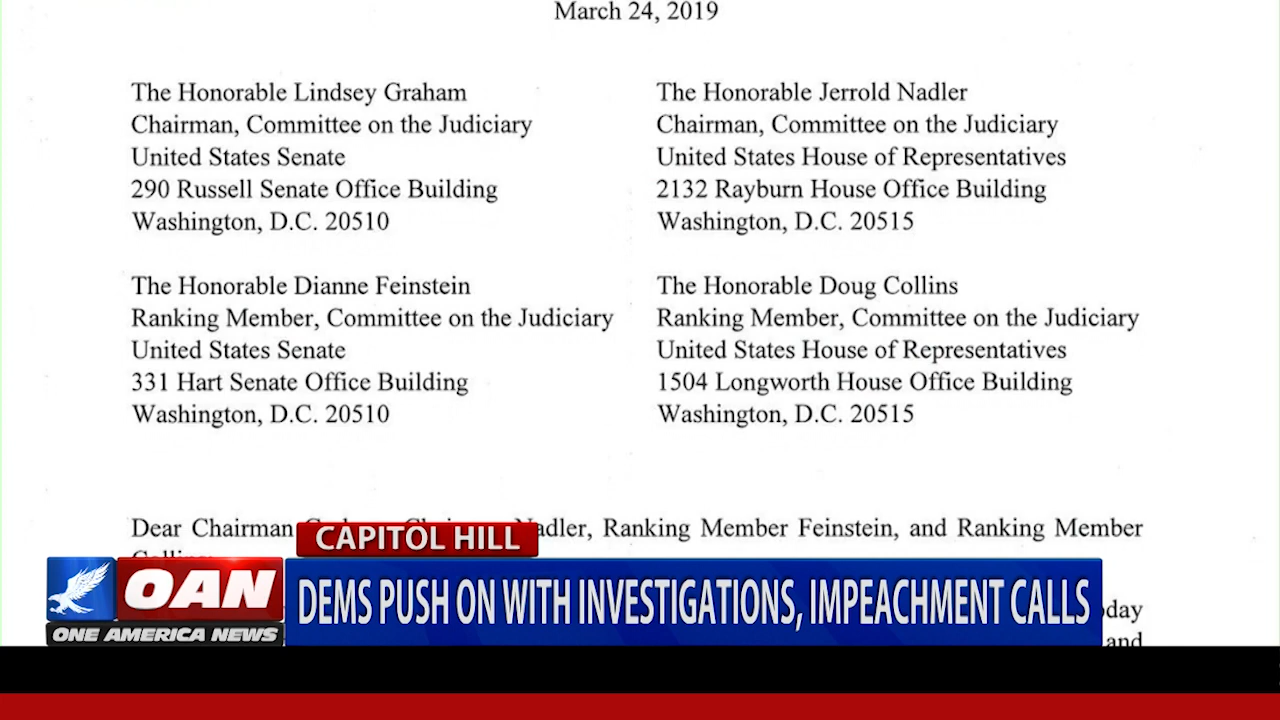 March 24, 2019
The Honorable Lindsey Graham
Chairman, Committee on the Judiciary
United States Senate
290 Russell Senate Office Building
Washington, D.C. 20510
The Honorable Jerrold Nadler
Chairman, Committee on the Judiciary
United States House of Representatives
2132 Rayburn House Office Building
Washington, D.C. 20515
The Honorable Dianne Feinstein
Ranking Member, Committee on the Judiciary
United States Senate
331 Hart Senate Office Building
Washington, D.C. 20510
The Honorable Doug Collins
Ranking Member, Committee on the Judiciary
United States House of Representatives
1504 Longworth House Office Building
Washington, D.C. 20515
Dear Chairman Nadler, Ranking Member Feinstein, and Ranking Member
CAPITOL HILL
OAN
ONE AMERICA NEWS
DEMS PUSH ON WITH INVESTIGATIONS, IMPEACHMENT CALLS
and